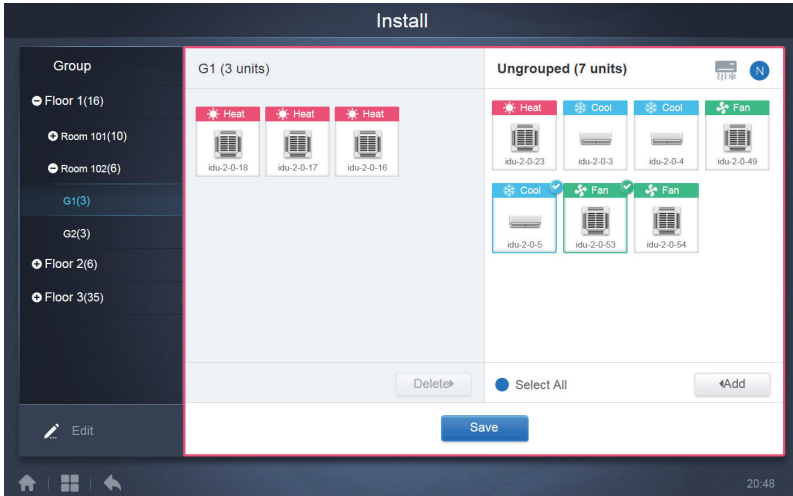 Install
Group
Floor 1(16)
Room 101(10)
Room 102(6)
G1(3)
G2(3)
Floor 2(6)
Floor 3(35)
Edit
G1 (3 units)
Heat Heat Heat
idu-2-0-18 idu-2-0-17 idu-2-0-16
Delete
Ungrouped (7 units) N
Heat Cool Cool Fan
idu-2-0-23 idu-2-0-3 idu-2-0-4 idu-2-0-49
Cool Fan Fan
idu-2-0-5 idu-2-0-53 idu-2-0-54
Select All Add
Save
20:48